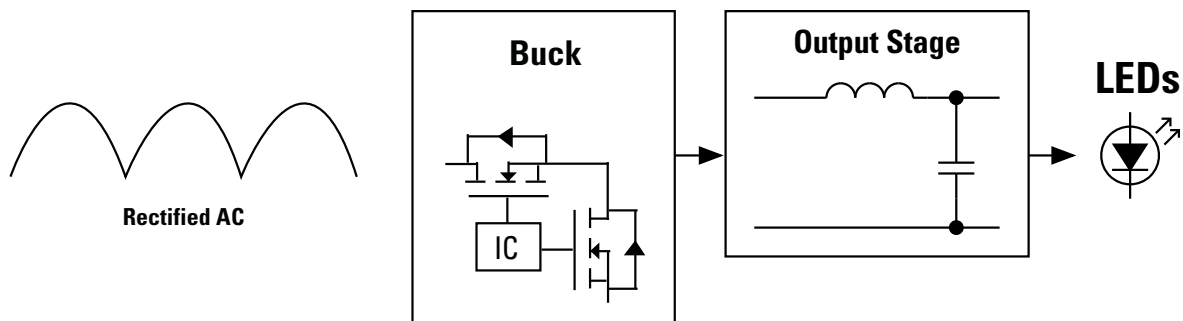 Rectified AC
Buck
IC
Output Stage
LEDs